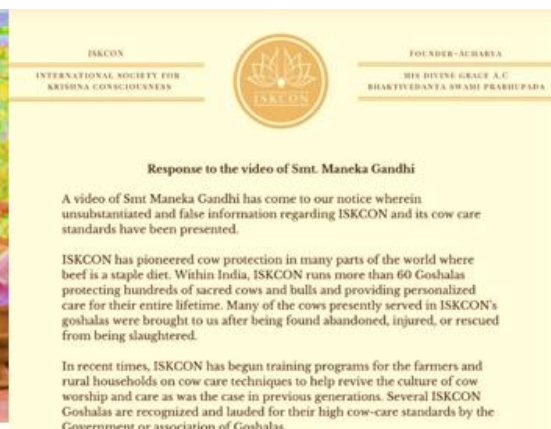 ISKCON
INTERNATIONAL SOCIETY FOR
KRISHNA CONSCIOUSNESS
ISKCON
FOUNDER-ACHARYA
HIS DIVINE GRACE A.C
BHAKTIVEDANTA SWAMI PRABHUPADA
Response to the video of Smt. Maneka Gandhi
A video of Smt Maneka Gandhi has come to our notice wherein
unsubstantiated and false information regarding ISKCON and its cow care
standards have been presented.
ISKCON has pioneered cow protection in many parts of the world where
beef is a staple diet. Within India, ISKCON runs more than 60 Goshalas
protecting hundreds of sacred cows and bulls and providing personalized
care for their entire lifetime. Many of the cows presently served in ISKCON's
goshalas were brought to us after being found abandoned, injured, or rescued
from being slaughtered.
In recent times, ISKCON has begun training programs for the farmers and
rural households on cow care techniques to help revive the culture of cow
worship and care as was the case in previous generations. Several ISKCON
Goshalas are recognized and lauded for their high cow-care standards by the
Government or association of Goshalas.